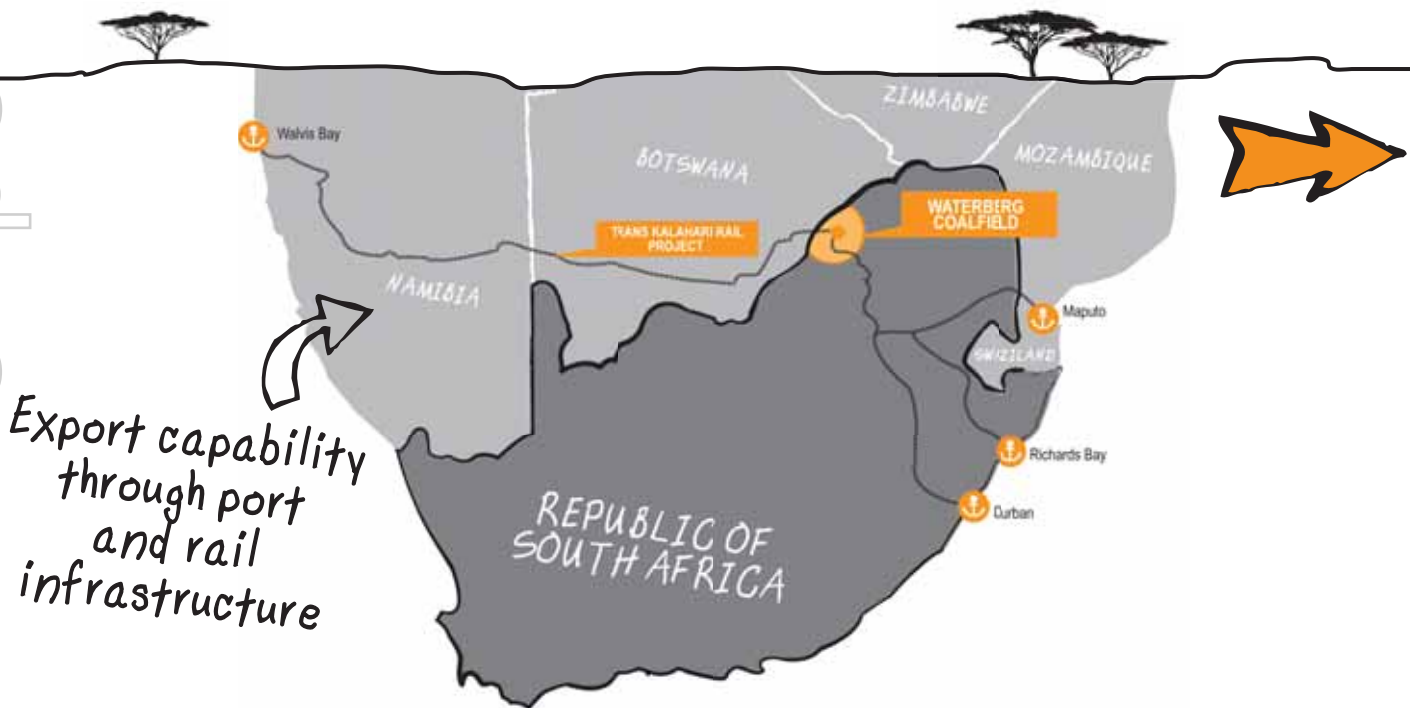 ZIMBABWE
Walvis Bay
BOTSWANA
MOZAMBIQUE
WATERBERG
COALFIELD
TRANS KALAHARI RAIL
PROJECT
NAMIBIA
Maputo
SWIZILAND
Export capability
through port
and rail
infrastructure
Richards Bay
REPUBLIC OF
SOUTH AFRICA
Durban